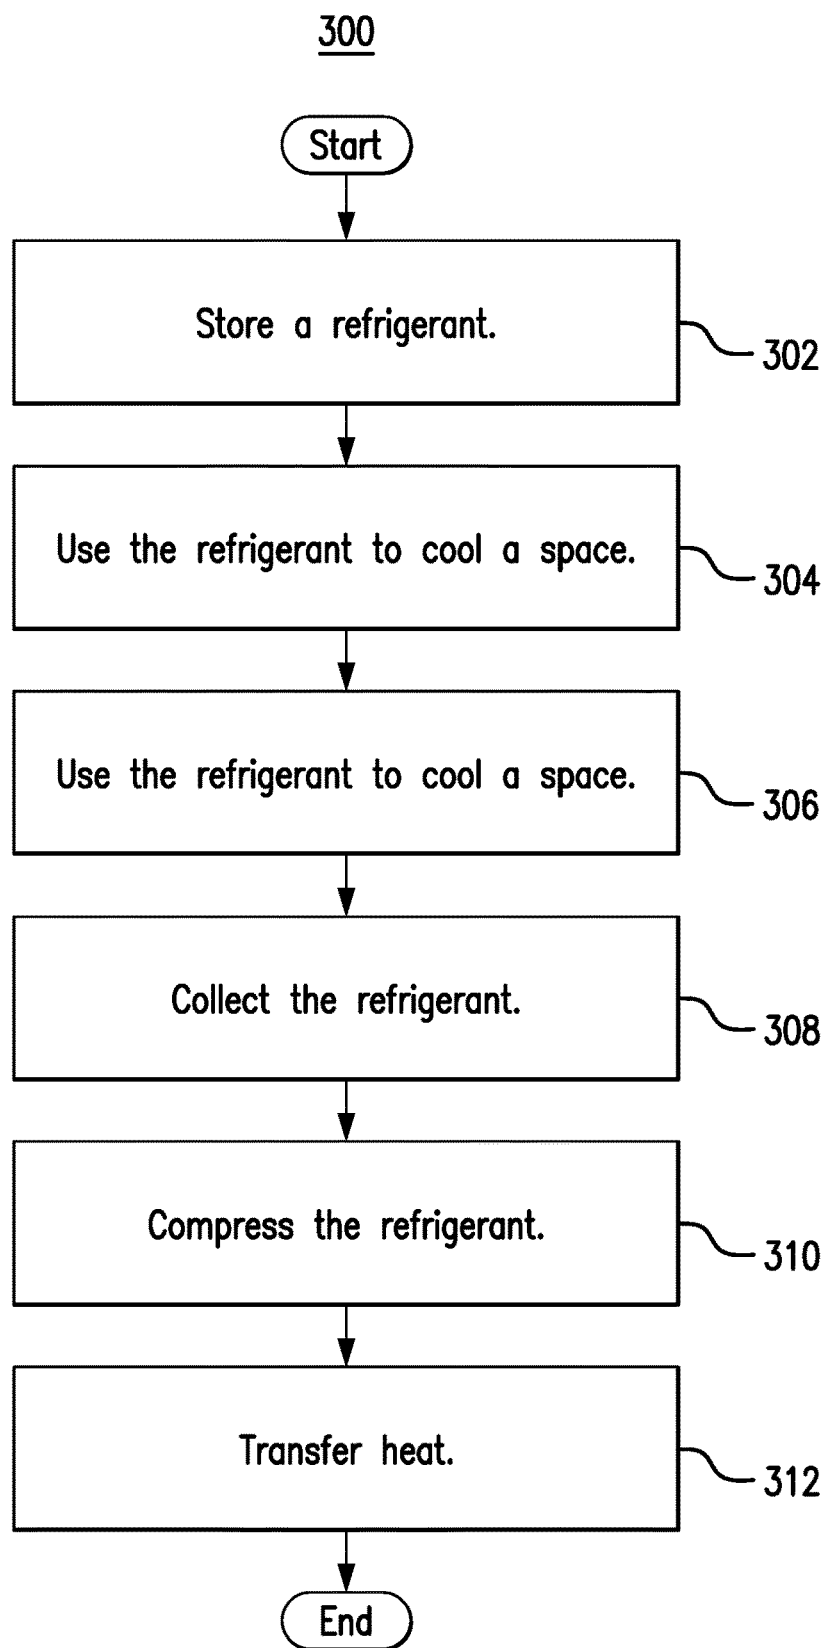 300
Start
Store a refrigerant.
302
Use the refrigerant to cool a space.
304
Use the refrigerant to cool a space.
306
Collect the refrigerant.
308
Compress the refrigerant.
310
Transfer heat.
312
End